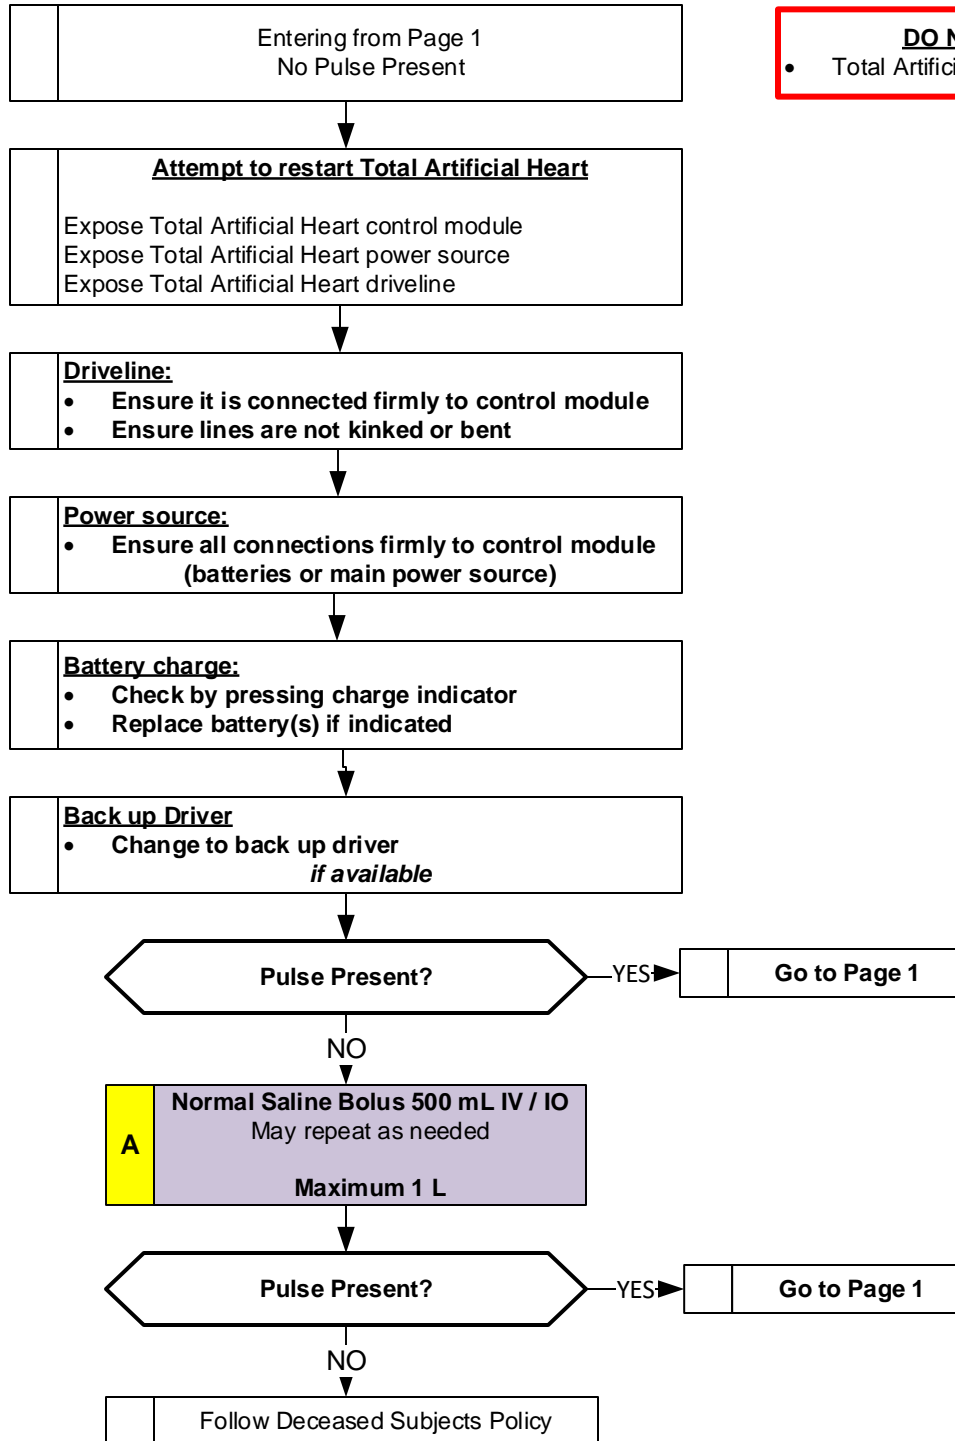 Entering from Page 1
No Pulse Present
DO
• Total
Attempt to restart Total Artificial Heart
Expose Total Artificial Heart control module
Expose Total Artificial Heart power source
Expose Total Artificial Heart driveline
Driveline:
• Ensure it is connected firmly to control module
• Ensure lines are not kinked or bent
Power source:
• Ensure all connections firmly to control module
(batteries or main power source)
Battery charge:
• Check by pressing charge indicator
• Replace battery(s) if indicated
Back up Driver
• Change to back up driver
if available
Pulse Present?
YES
Go to Page 1
NO
A
Normal Saline Bolus 500 mL IV / IO
May repeat as needed
Maximum 1 L
Pulse Present?
YES
Go to Page 1
NO
Follow Deceased Subjects Policy